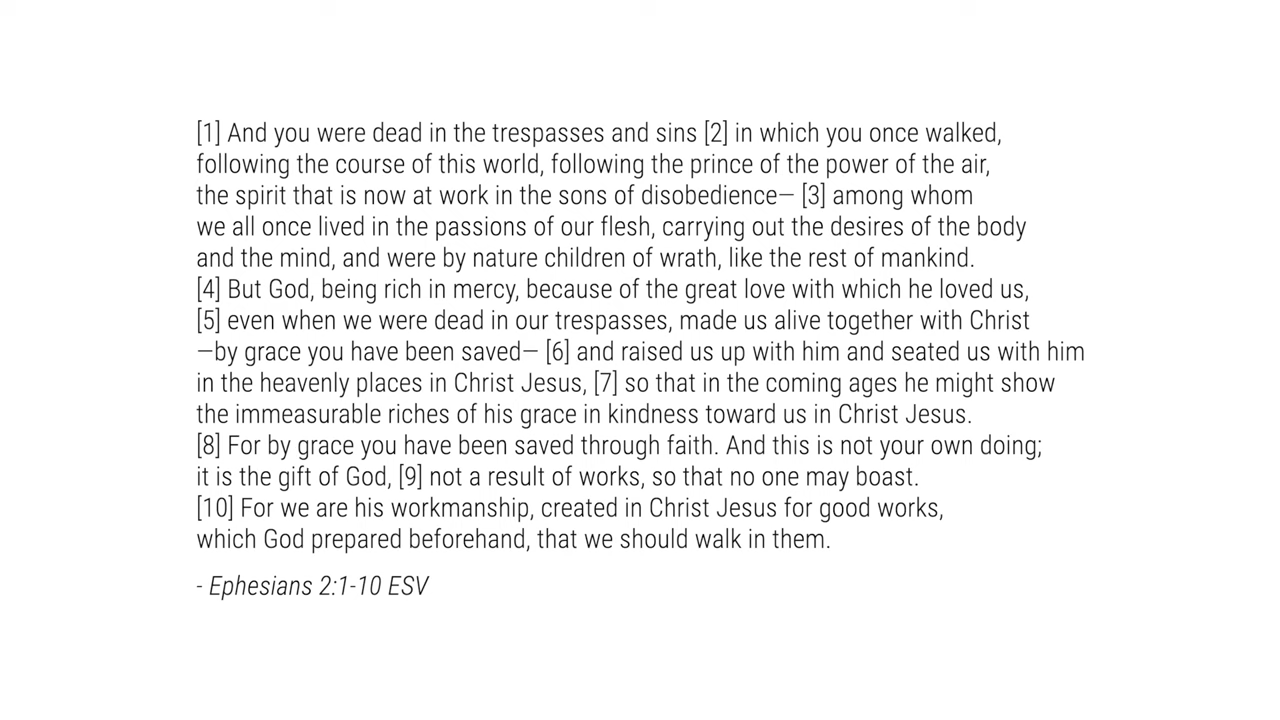 [1] And you were dead in the trespasses and sins [2] in which you once walked,
following the course of this world, following the prince of the power of the air,
the spirit that is now at work in the sons of disobedience— [3] among whom
we all once lived in the passions of our flesh, carrying out the desires of the body
and the mind, and were by nature children of wrath, like the rest of mankind.
[4] But God, being rich in mercy, because of the great love with which he loved us,
[5] even when we were dead in our trespasses, made us alive together with Christ
—by grace you have been saved— [6] and raised us up with him and seated us with him
in the heavenly places in Christ Jesus, [7] so that in the coming ages he might show
the immeasurable riches of his grace in kindness toward us in Christ Jesus.
[8] For by grace you have been saved through faith. And this is not your own doing;
it is the gift of God, [9] not a result of works, so that no one may boast.
[10] For we are his workmanship, created in Christ Jesus for good works,
which God prepared beforehand, that we should walk in them.
- Ephesians 2:1-10 ESV